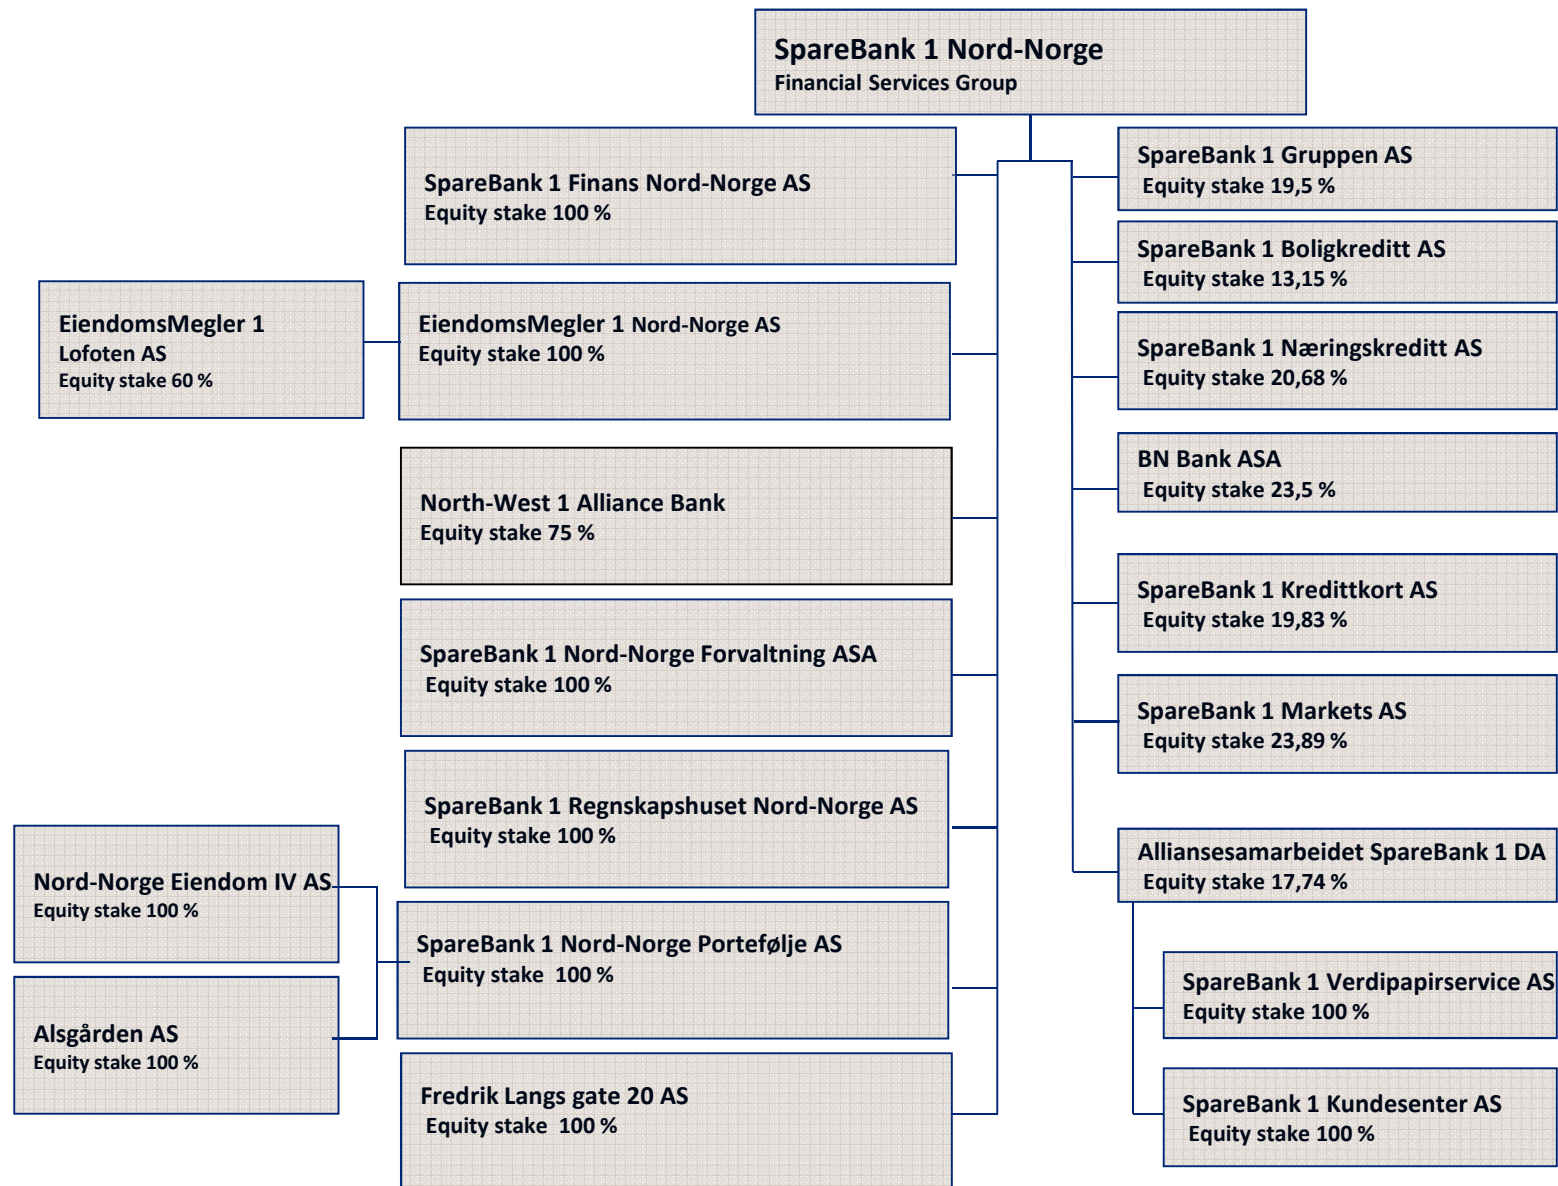 SpareBank 1 Nord-Norge
Financial Services Group
SpareBank 1 Finans Nord-Norge AS
Equity stake 100 %
EiendomsMegler 1
Lofoten AS
Equity stake 60 %
EiendomsMegler 1 Nord-Norge AS
Equity stake 100 %
North-West 1 Alliance Bank
Equity stake 75 %
SpareBank 1 Nord-Norge Forvaltning ASA
Equity stake 100 %
SpareBank 1 Regnskapshuset Nord-Norge AS
Equity stake 100 %
Nord-Norge Eiendom IV AS
Equity stake 100 %
Alsgården AS
Equity stake 100 %
SpareBank 1 Nord-Norge Portefølje AS
Equity stake 100 %
Fredrik Langs gate 20 AS
Equity stake 100 %
SpareBank 1 Gruppen AS
Equity stake 19,5 %
SpareBank 1 Boligkreditt AS
Equity stake 13,15 %
SpareBank 1 Næringskreditt AS
Equity stake 20,68 %
BN Bank ASA
Equity stake 23,5 %
SpareBank 1 Kredittkort AS
Equity stake 19,83 %
SpareBank 1 Markets AS
Equity stake 23,89 %
Alliansesamarbeidet SpareBank 1 DA
Equity stake 17,74 %
SpareBank 1 Verdipapirservice AS
Equity stake 100 %
SpareBank 1 Kundesenter AS
Equity stake 100 %